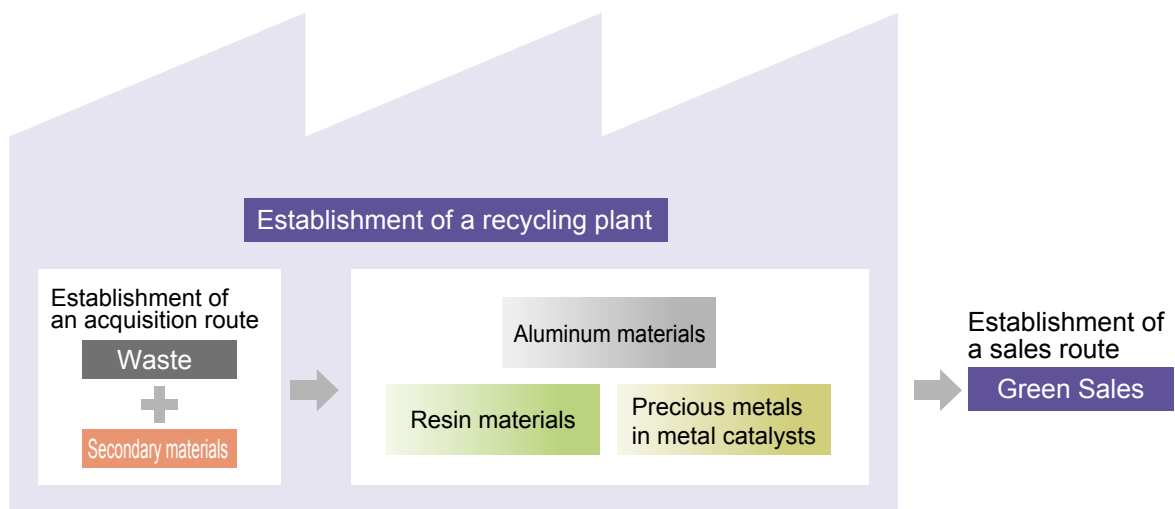 Establishment of a recycling plant
Establishment of
an acquisition route
Waste
Secondary materials
Aluminum materials
Resin materials
Precious metals
in metal catalysts
Establishment of
a sales route
Green Sales